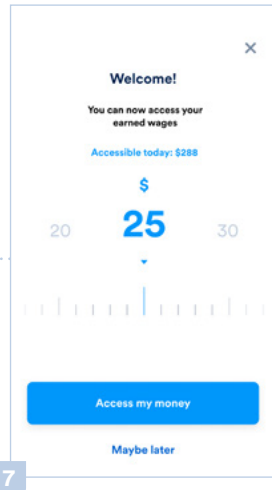 ×
Welcome!
You can now access your
earned wages
Accessible today: $288
$
20 25 30
Access my money
Maybe later
7